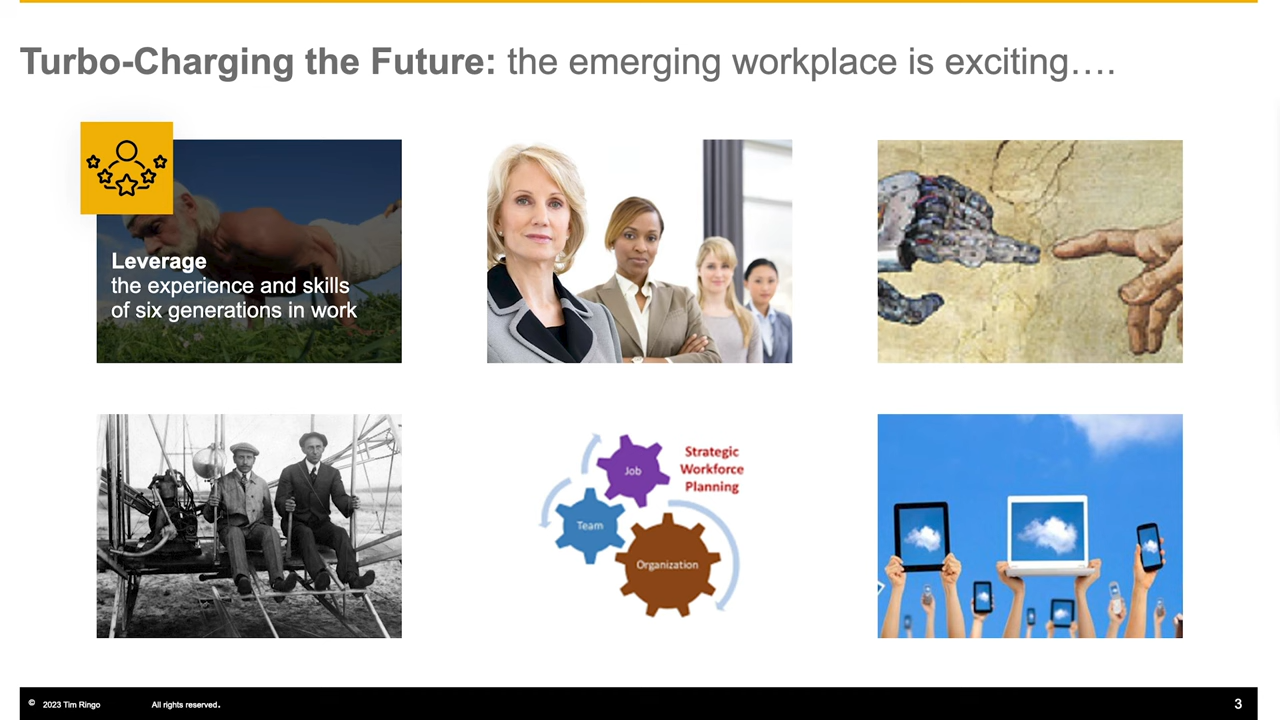 Turbo-Charging the Future: the emerging workplace is exciting….
Leverage
the experience and skills
of six generations in work
Strategic
Workforce
Planning
Job
Team
Organization
© 2023 Tim Ringo All rights reserved. 3